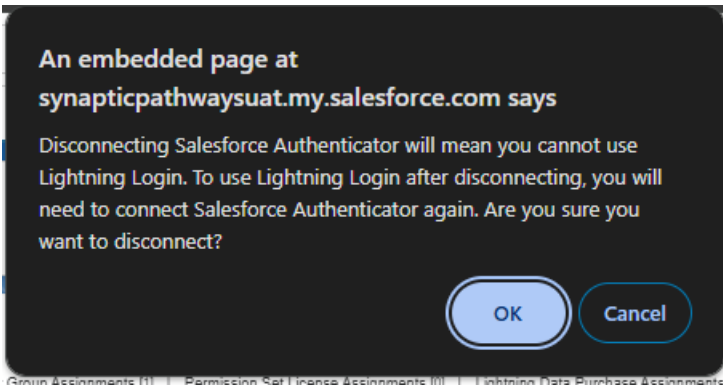 An embedded page at
synapticpathwaysuat.my.salesforce.com says
Disconnecting Salesforce Authenticator will mean you cannot use
Lightning Login. To use Lightning Login after disconnecting, you will
need to connect Salesforce Authenticator again. Are you sure you
want to disconnect?
OK Cancel
Group Assignments [1] | Permission Set License Assignments [0] | Lightning Data Purchase Assignments